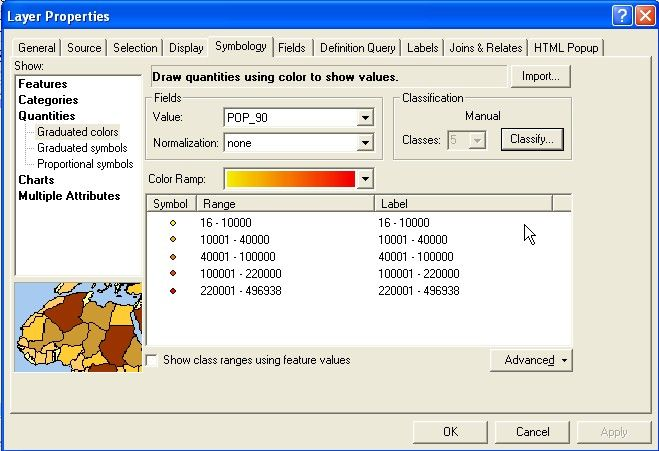 Layer Properties
General Source Selection Display Symbology Fields Definition Query Labels Joins & Relates HTML Popup
Show:
Features
Categories
Quantities
Graduated colors
Graduated symbols
Proportional symbols
Charts
Multiple Attributes
Draw quantities using color to show values.
Import...
Fields
Value: POP_90
Normalization: none
Classification
Manual
Classes: 5 Classify...
Color Ramp:
Symbol Range Label
16 - 10000 16 - 10000
10001 - 40000 10001 - 40000
40001 - 100000 40001 - 100000
100001 - 220000 100001 - 220000
220001 - 496938 220001 - 496938
Show class ranges using feature values
Advanced
OK Cancel Apply